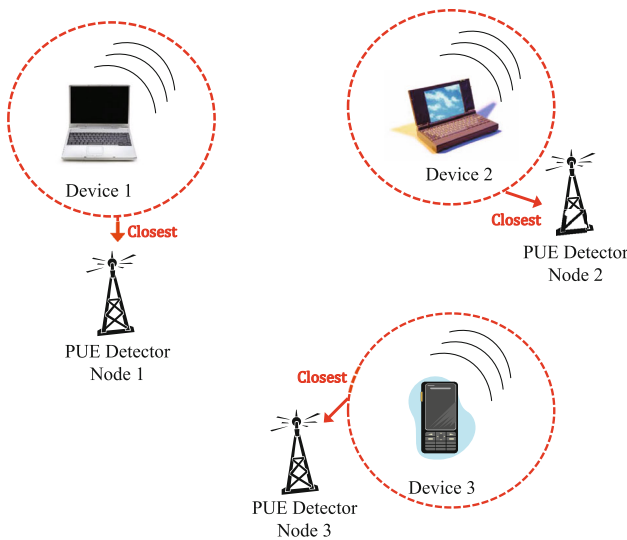 Device 1
Closest
PUE Detector
Node 1
Device 2
Closest
PUE Detector
Node 2
Closest
Device 3
PUE Detector
Node 3